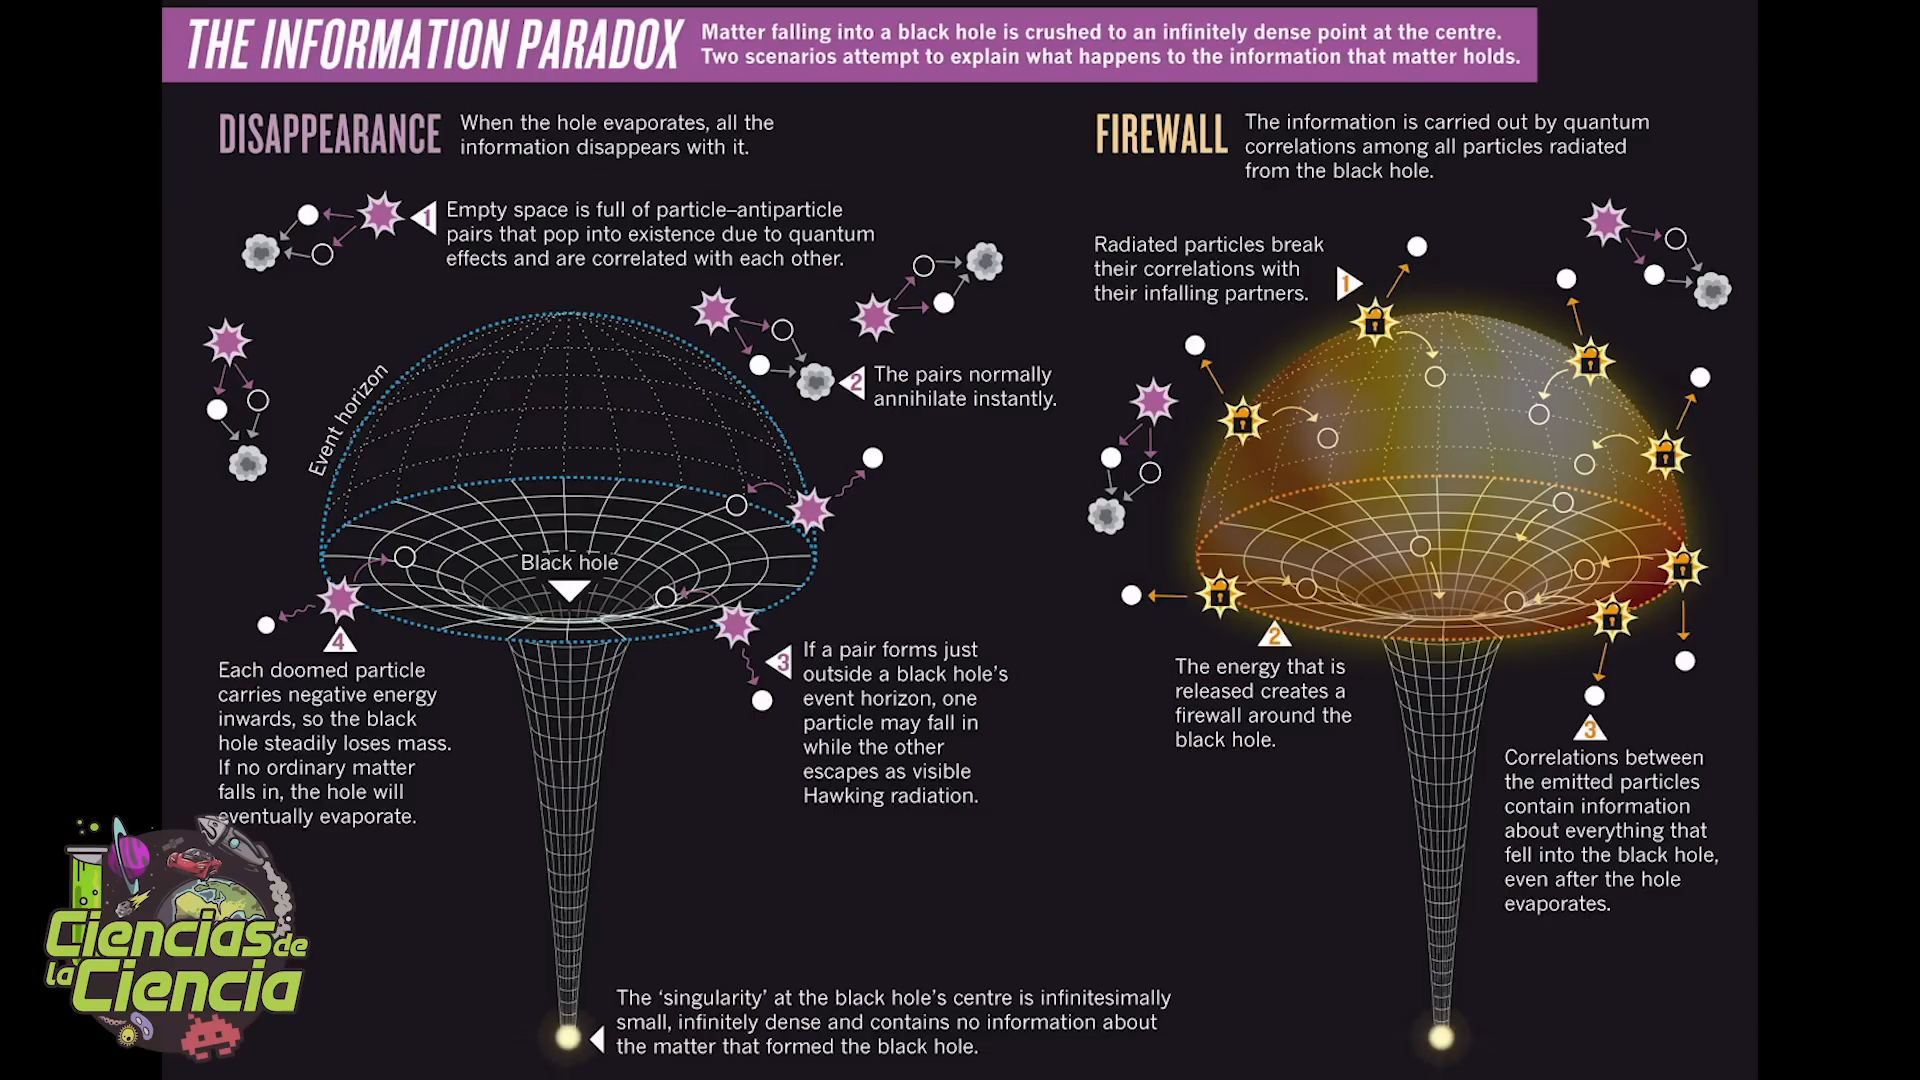 THE INFORMATION PARADOX
Matter falling into a black hole is crushed to an infinitely dense point at the centre.
Two scenarios attempt to explain what happens to the information that matter holds.
DISAPPEARANCE
When the hole evaporates, all the
information disappears with it.
1
Empty space is full of particle–antiparticle
pairs that pop into existence due to quantum
effects and are correlated with each other.
Event horizon
2
The pairs normally
annihilate instantly.
Black hole
3
If a pair forms just
outside a black hole’s
event horizon, one
particle may fall in
while the other
escapes as visible
Hawking radiation.
4
Each doomed particle
carries negative energy
inwards, so the black
hole steadily loses mass.
If no ordinary matter
falls in, the hole will
eventually evaporate.
The ‘singularity’ at the black hole’s centre is infinitesimally
small, infinitely dense and contains no information about
the matter that formed the black hole.
FIREWALL
The information is carried out by quantum
correlations among all particles radiated
from the black hole.
Radiated particles break
their correlations with
their infalling partners.
1
2
The energy that is
released creates a
firewall around the
black hole.
3
Correlations between
the emitted particles
contain information
about everything that
fell into the black hole,
even after the hole
evaporates.
Ciencias de
la Ciencia